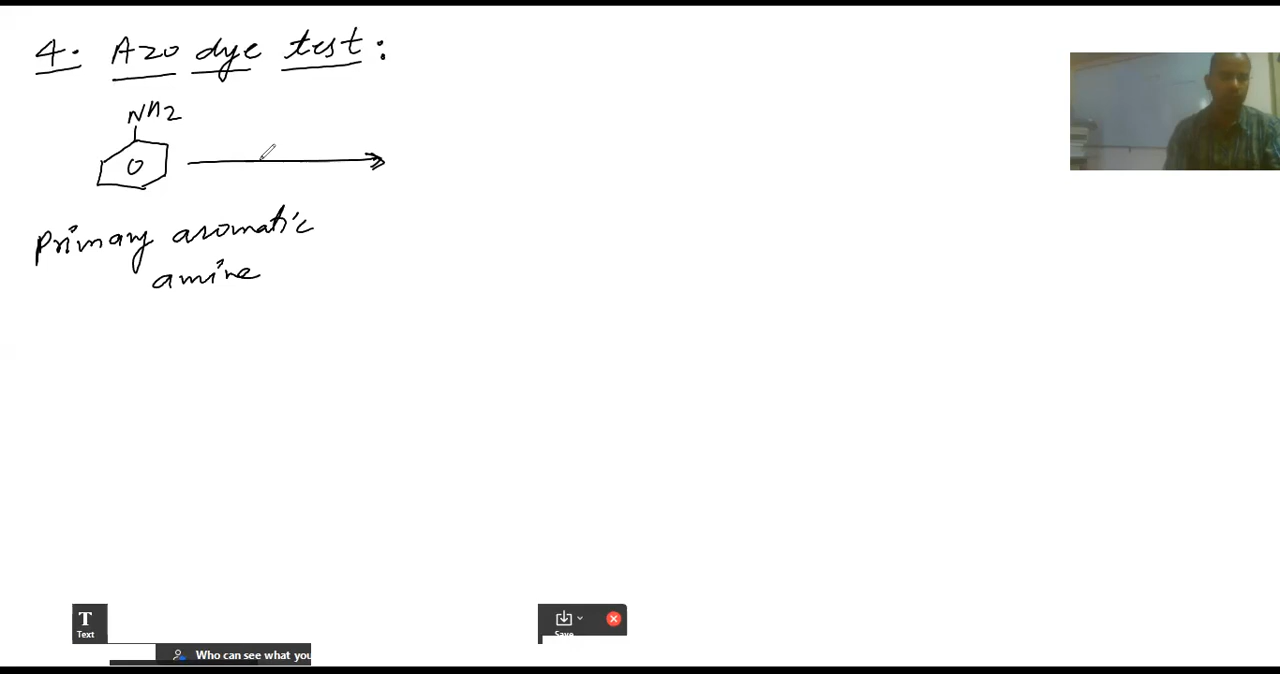 4. Azo dye test:
NH2
Primary aromatic
amine
T
Text
Save
Who can see what you